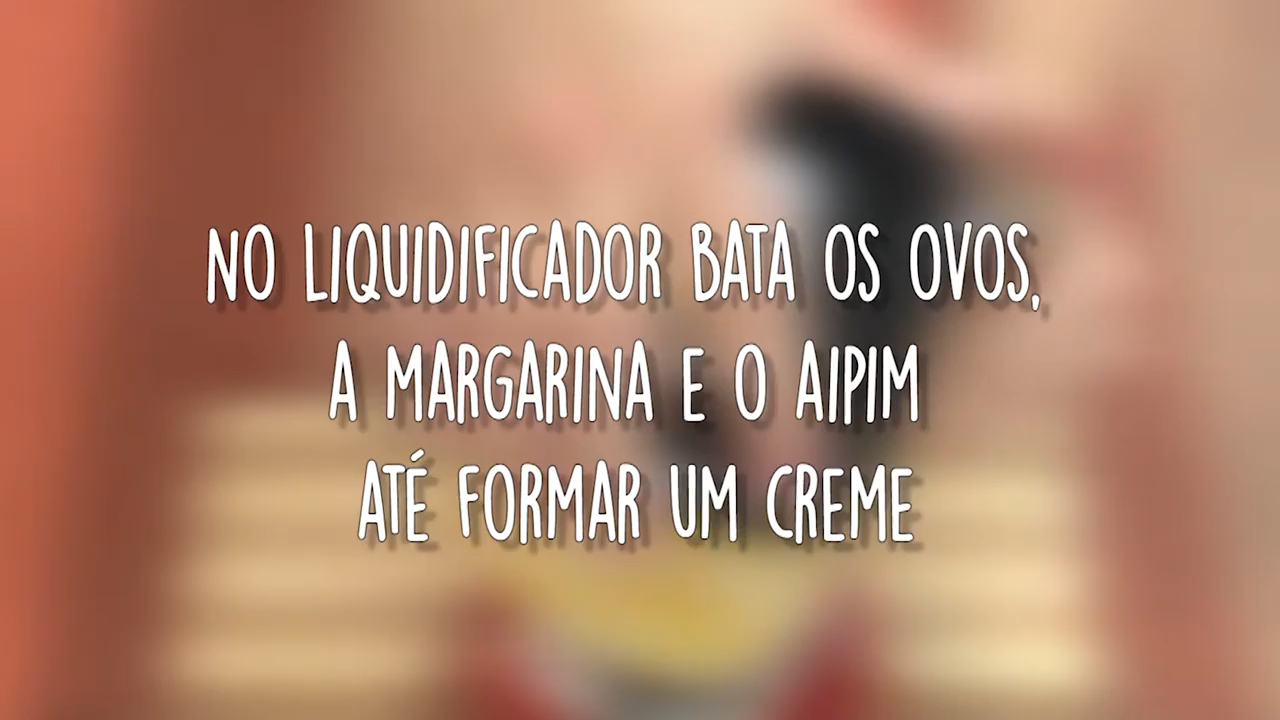 NO LIQUIDIFICADOR BATA OS OVOS,
A MARGARINA E O AIPIM
ATÉ FORMAR UM CREME